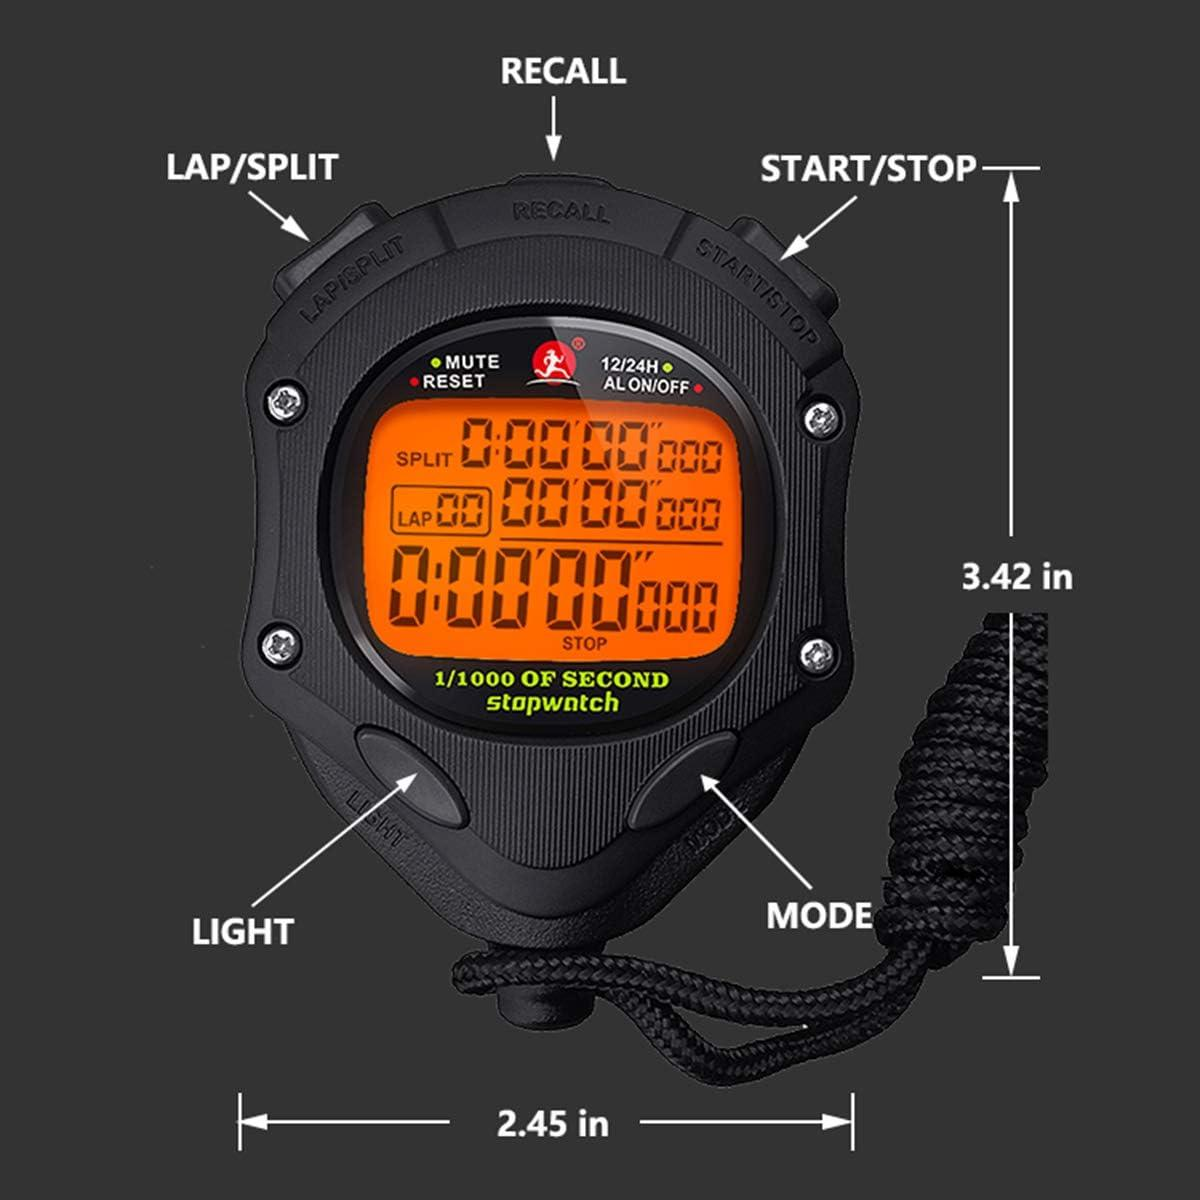 RECALL
LAP/SPLIT
START/STOP
RECALL
LAP/SPLIT
START/STOP
MUTE
RESET
®
12/24H
AL ON/OFF
SPLIT 0:00'00"000
LAP 00 00'00"000
0:00'00"000
STOP
1/1000 OF SECOND
stopwatch
3.42 in
LIGHT
MODE
LIGHT
MODE
2.45 in